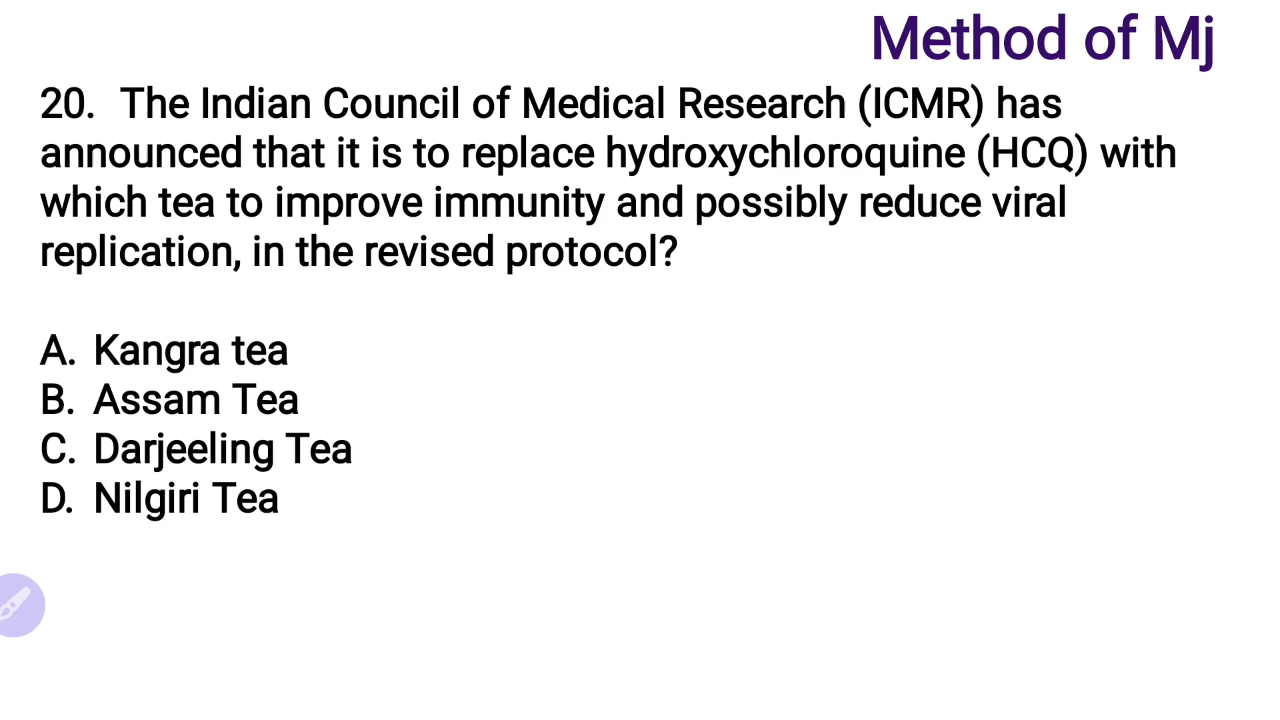 Method of Mj
20. The Indian Council of Medical Research (ICMR) has
announced that it is to replace hydroxychloroquine (HCQ) with
which tea to improve immunity and possibly reduce viral
replication, in the revised protocol?
A. Kangra tea
B. Assam Tea
C. Darjeeling Tea
D. Nilgiri Tea